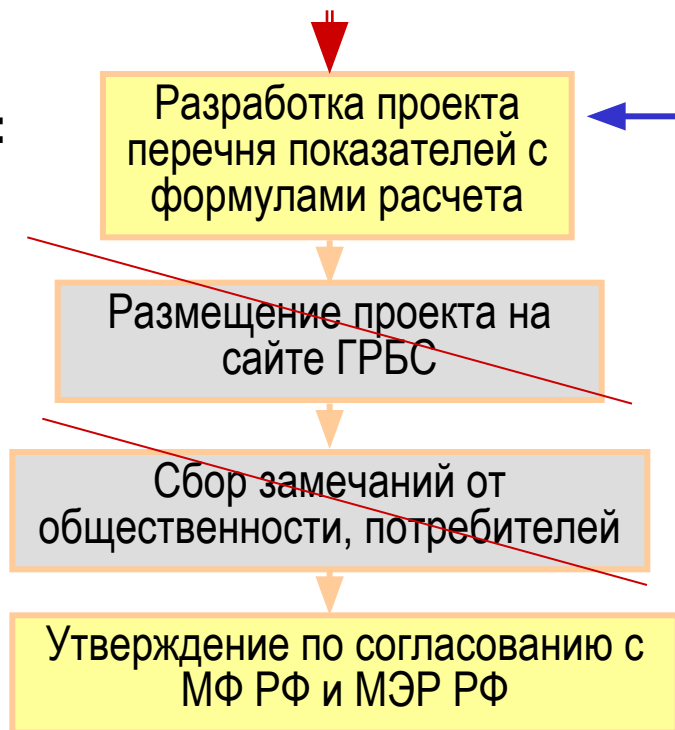 :
Разработка проекта
перечня показателей с
формулами расчета
Размещение проекта на
сайте ГРБС
Сбор замечаний от
общественности, потребителей
Утверждение по согласованию с
МФ РФ и МЭР РФ